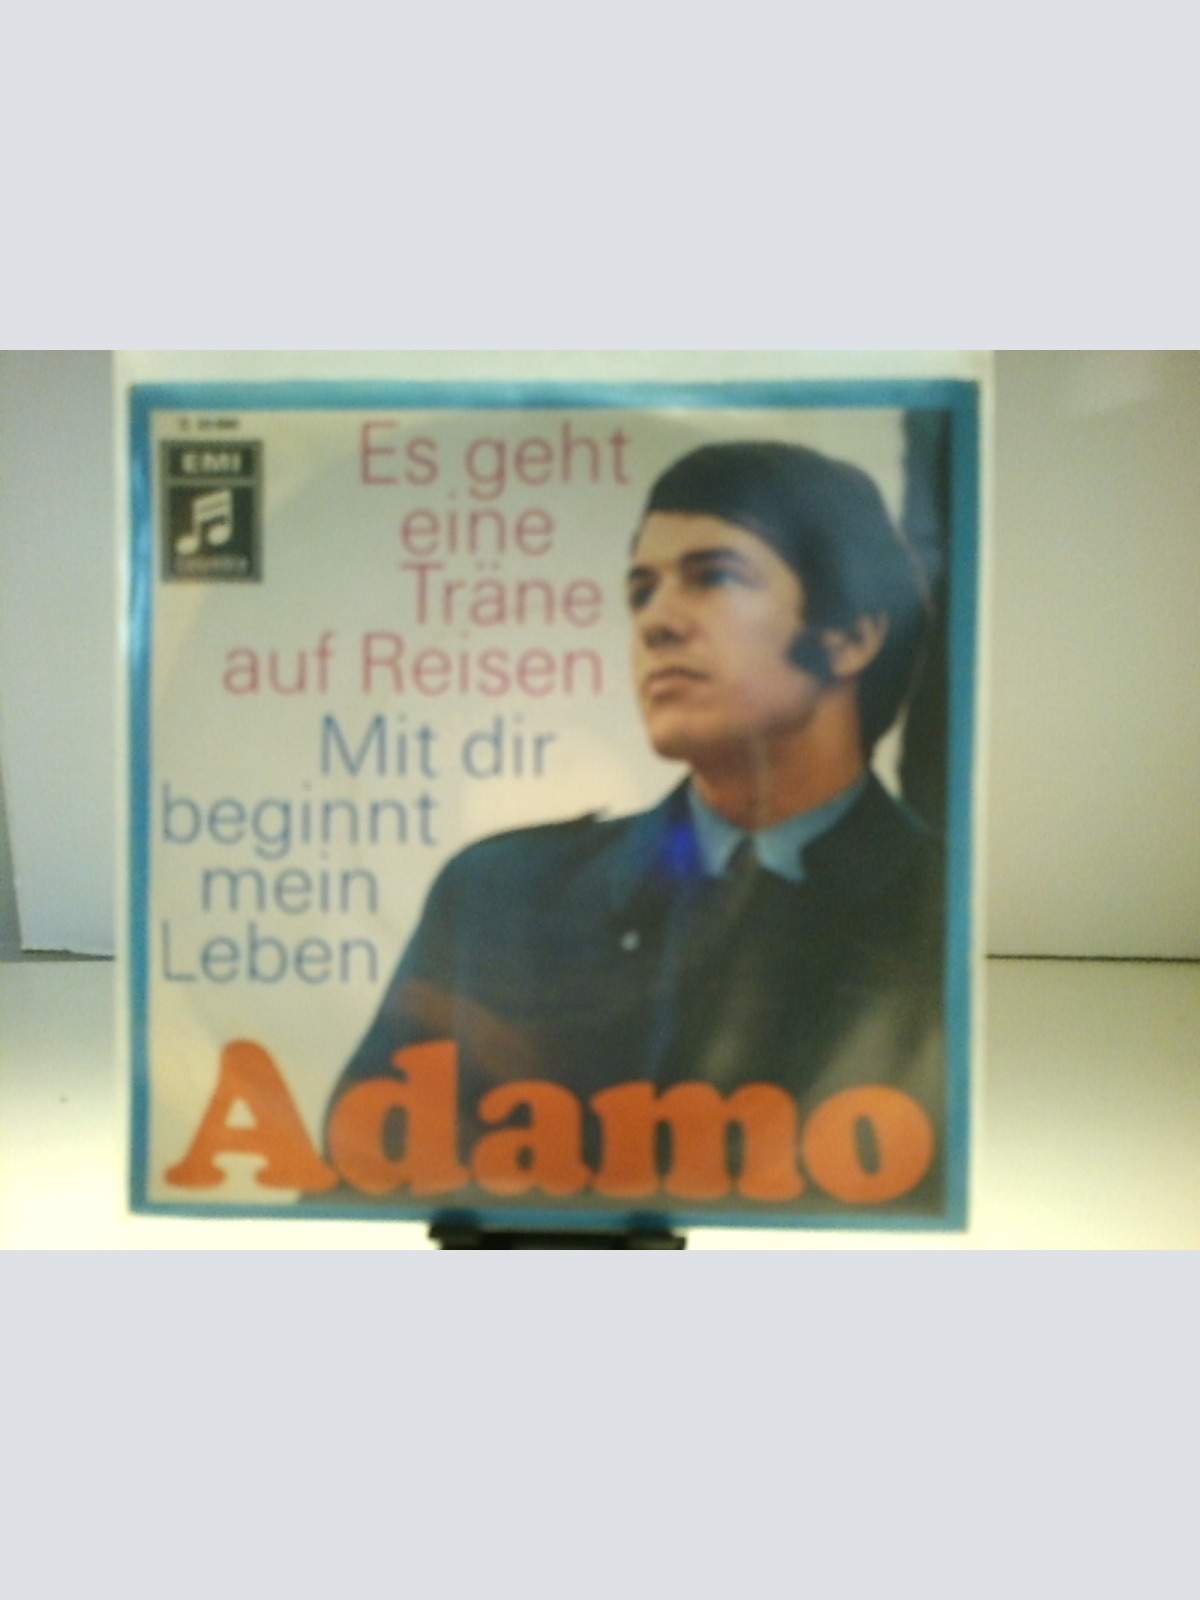 EMI
Es geht
eine
Träne
auf Reisen
Mit dir
beginnt
mein
Leben
Adamo